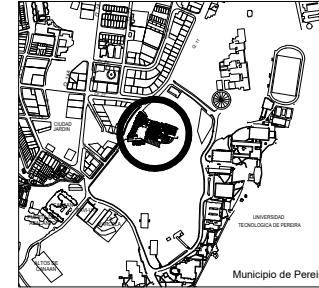 CIUDAD
JARDIN
UNIVERSIDAD
TECNOLOGICA DE PEREIRA
ALTOS DE
CANAAN
Municipio de Perei